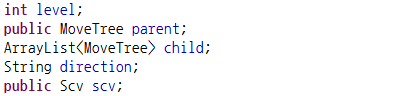 int level;
public MoveTree parent;
ArrayList<MoveTree> child;
String direction;
public Scv scv;